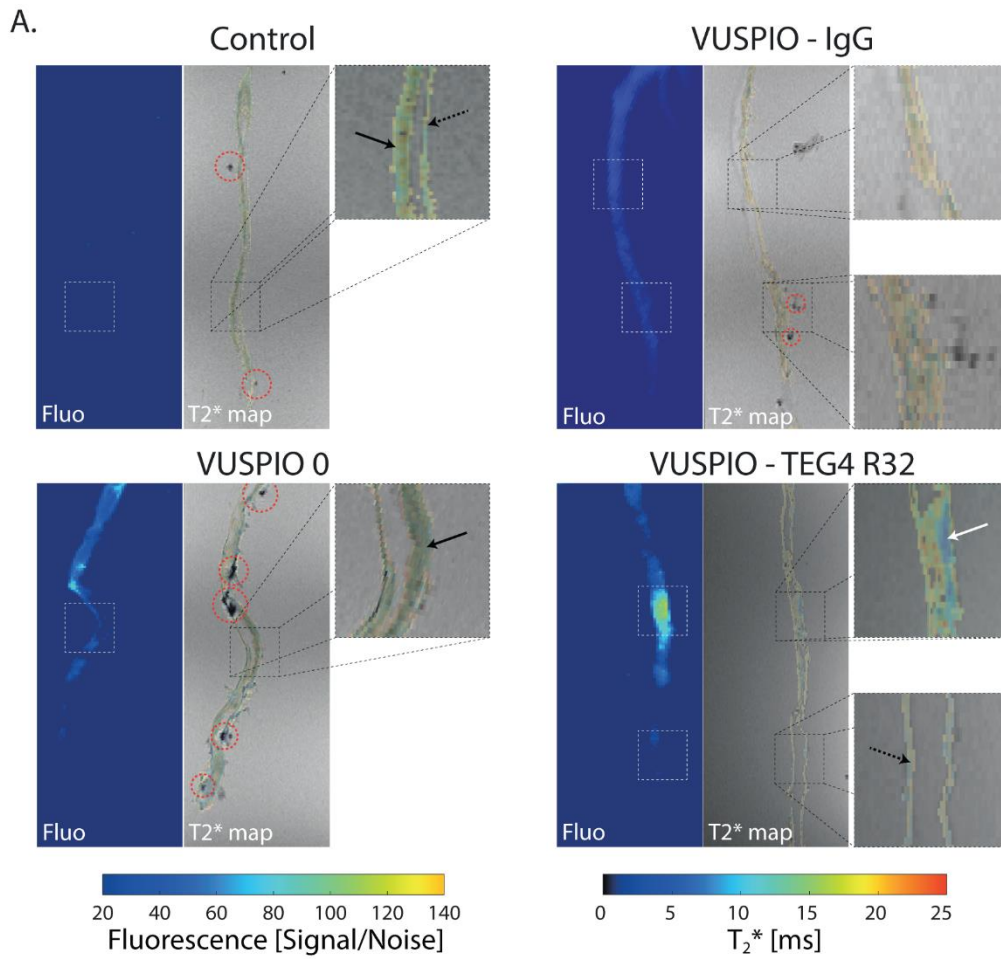 A.
Control
VUSPIO - IgG
Fluo
T2* map
Fluo
T2* map
VUSPIO 0
VUSPIO - TEG4 R32
Fluo
T2* map
Fluo
T2* map
20 40 60 80 100 120 140
Fluorescence [Signal/Noise]
0 5 10 15 20 25
T2* [ms]